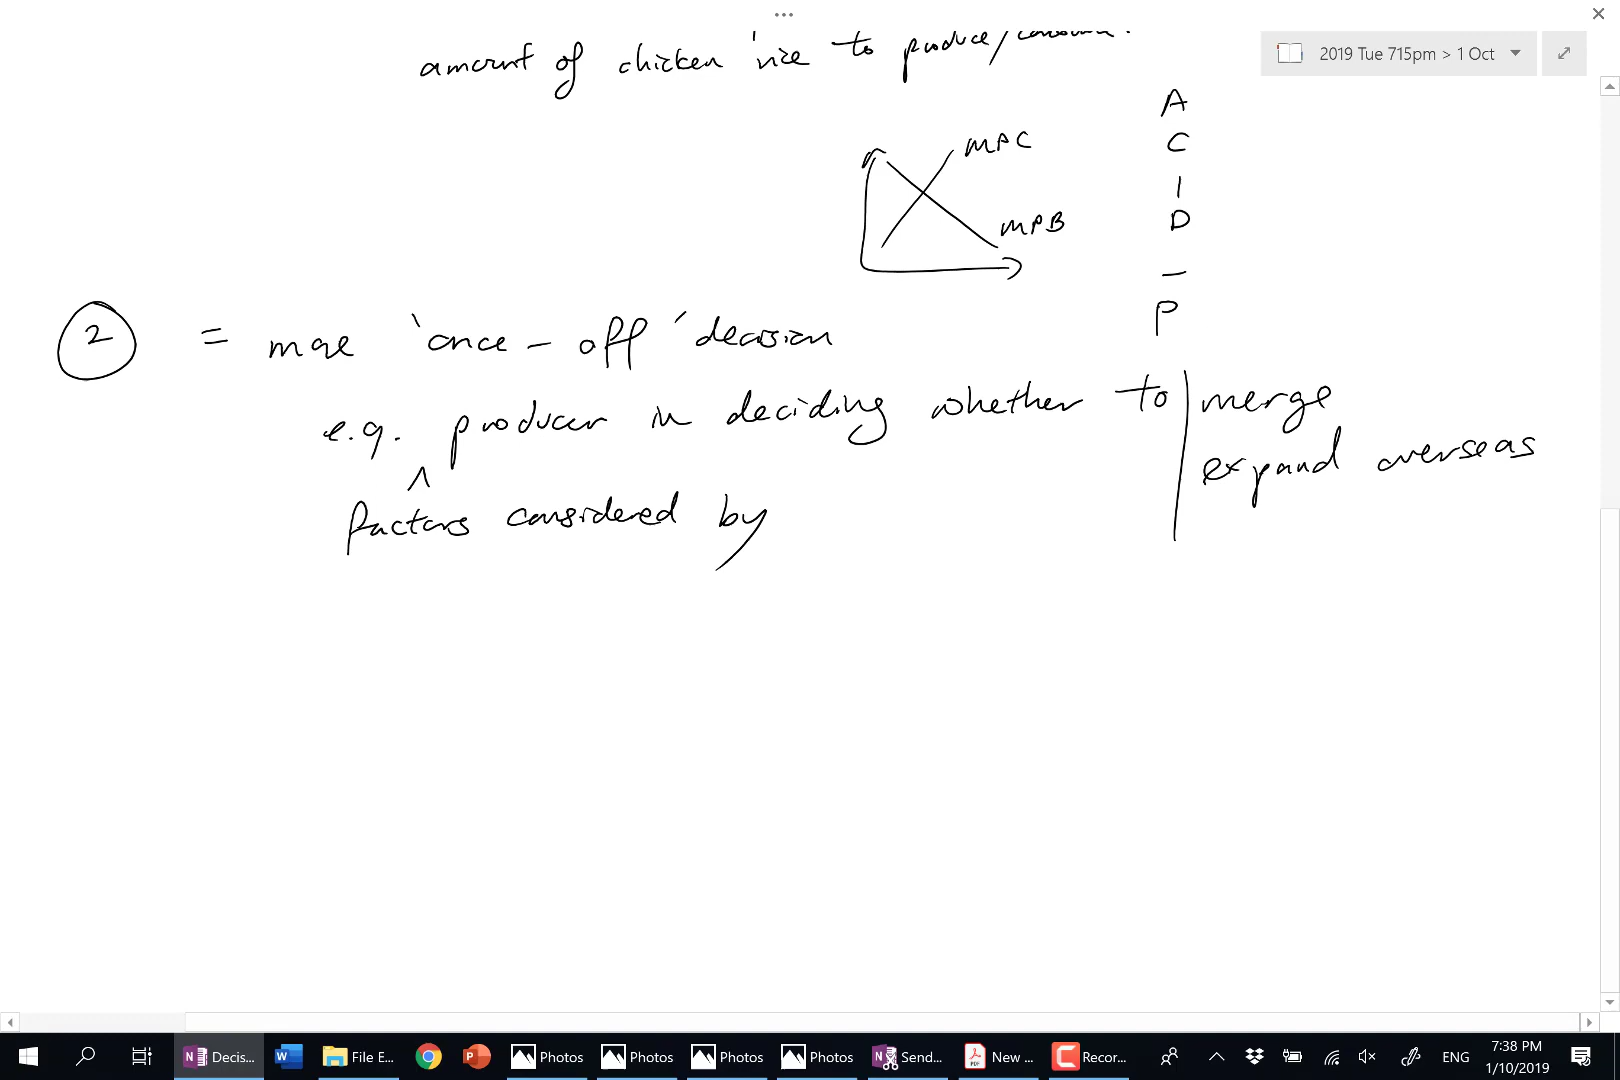 amount of chicken rice to produce/
2019 Tue 715pm > 1 Oct
A
C
I
D
P
MPC
MPB
2 = more 'once-off' decision
e.g. producer in deciding whether to merge
expand overseas
^
factors considered by
Decis...
W
File E...
P
Photos
Photos
Photos
Photos
Send...
New ...
Recor...
ENG
7:38 PM
1/10/2019